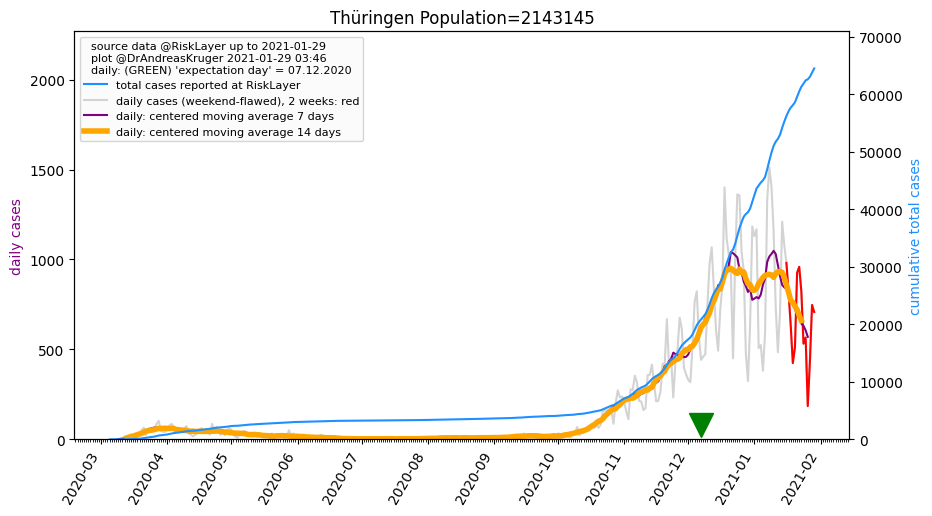 Thüringen Population=2143145
source data @RiskLayer up to 2021-01-29
plot @DrAndreasKruger 2021-01-29 03:46
daily: (GREEN) 'expectation day' = 07.12.2020
total cases reported at RiskLayer
daily cases (weekend-flawed), 2 weeks: red
daily: centered moving average 7 days
daily: centered moving average 14 days
daily cases
2000
1500
1000
500
0
70000
60000
50000
40000
30000
20000
10000
0
cumulative total cases
2020-03
2020-04
2020-05
2020-06
2020-07
2020-08
2020-09
2020-10
2020-11
2020-12
2021-01
2021-02